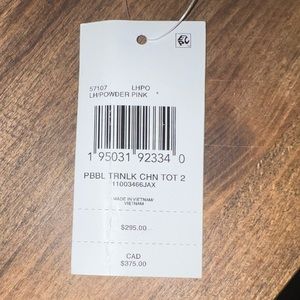 57107 LHPO
LH/POWDER PINK
1 95031 92334 0
PBBL TRNLK CHN TOT 2
11003466JAX
MADE IN VIETNAM
VIETNAM
$295.00
CAD
$375.00